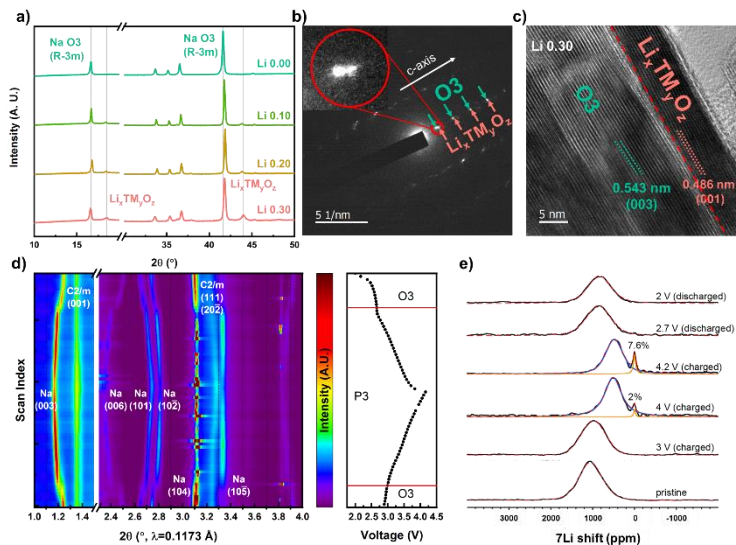 a)
Na O3
(R-3m)
Na O3
(R-3m)
Li 0.00
Li 0.10
Li 0.20
Li 0.30
LixTMyOz
LixTMyOz
Intensity (A. U.)
10
20
30
40
50
2θ (°)
b)
c-axis
O3
LixTMyOz
5 1/nm
c)
Li 0.30
O3
LixTMyOz
0.543 nm
(003)
0.486 nm
(001)
5 nm
d)
C2/m
(001)
C2/m
(111)
(202̅)
Na
(003)
Na
(006)
Na
(101)
Na
(102̅)
Na
(104)
Na
(105̅)
Scan Index
1.0
1.2
2.4
2.6
2.8
3.0
3.2
3.4
3.6
3.8
4.0
2θ (°, λ=0.1173 Å)
Intensity (A.U.)
O3
P3
O3
2.0
2.5
3.0
3.5
4.0
4.5
Voltage (V)
e)
2 V (discharged)
2.7 V (discharged)
7.6%
4.2 V (charged)
2%
4 V (charged)
3 V (charged)
pristine
3000
2000
1000
0
-1000
7Li shift (ppm)